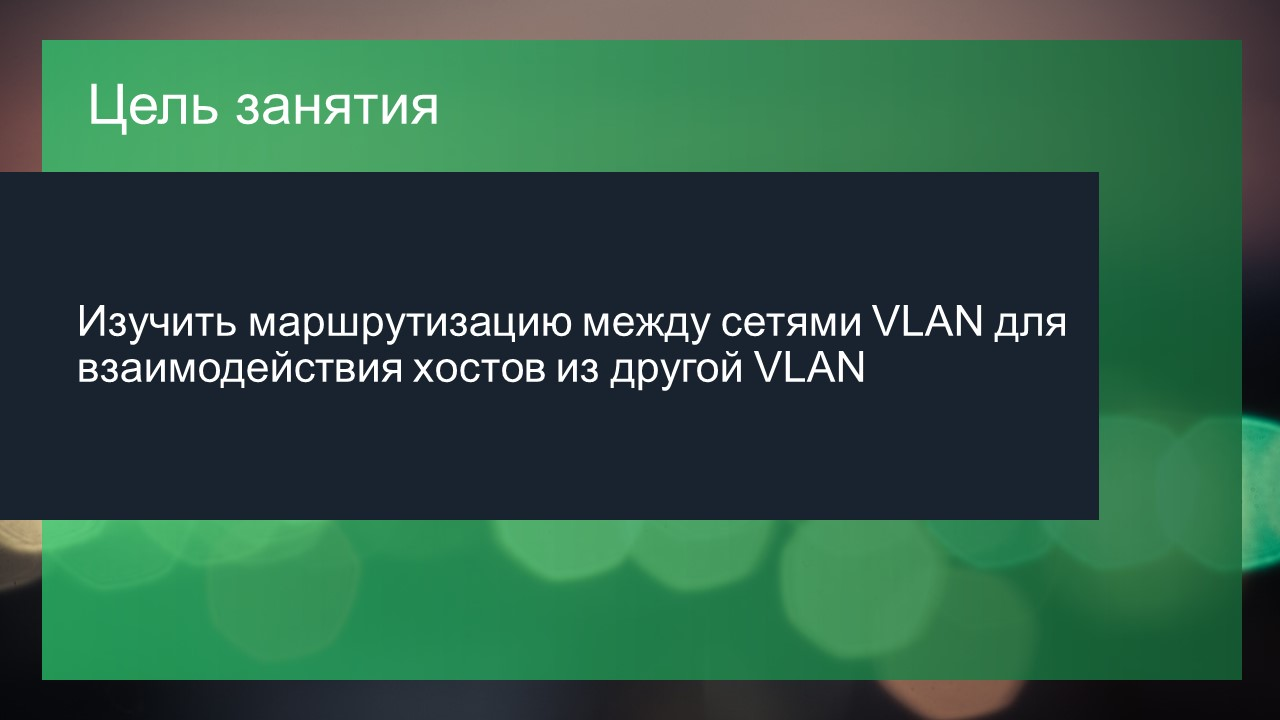 Цель занятия
Изучить маршрутизацию между сетями VLAN для
взаимодействия хостов из другой VLAN